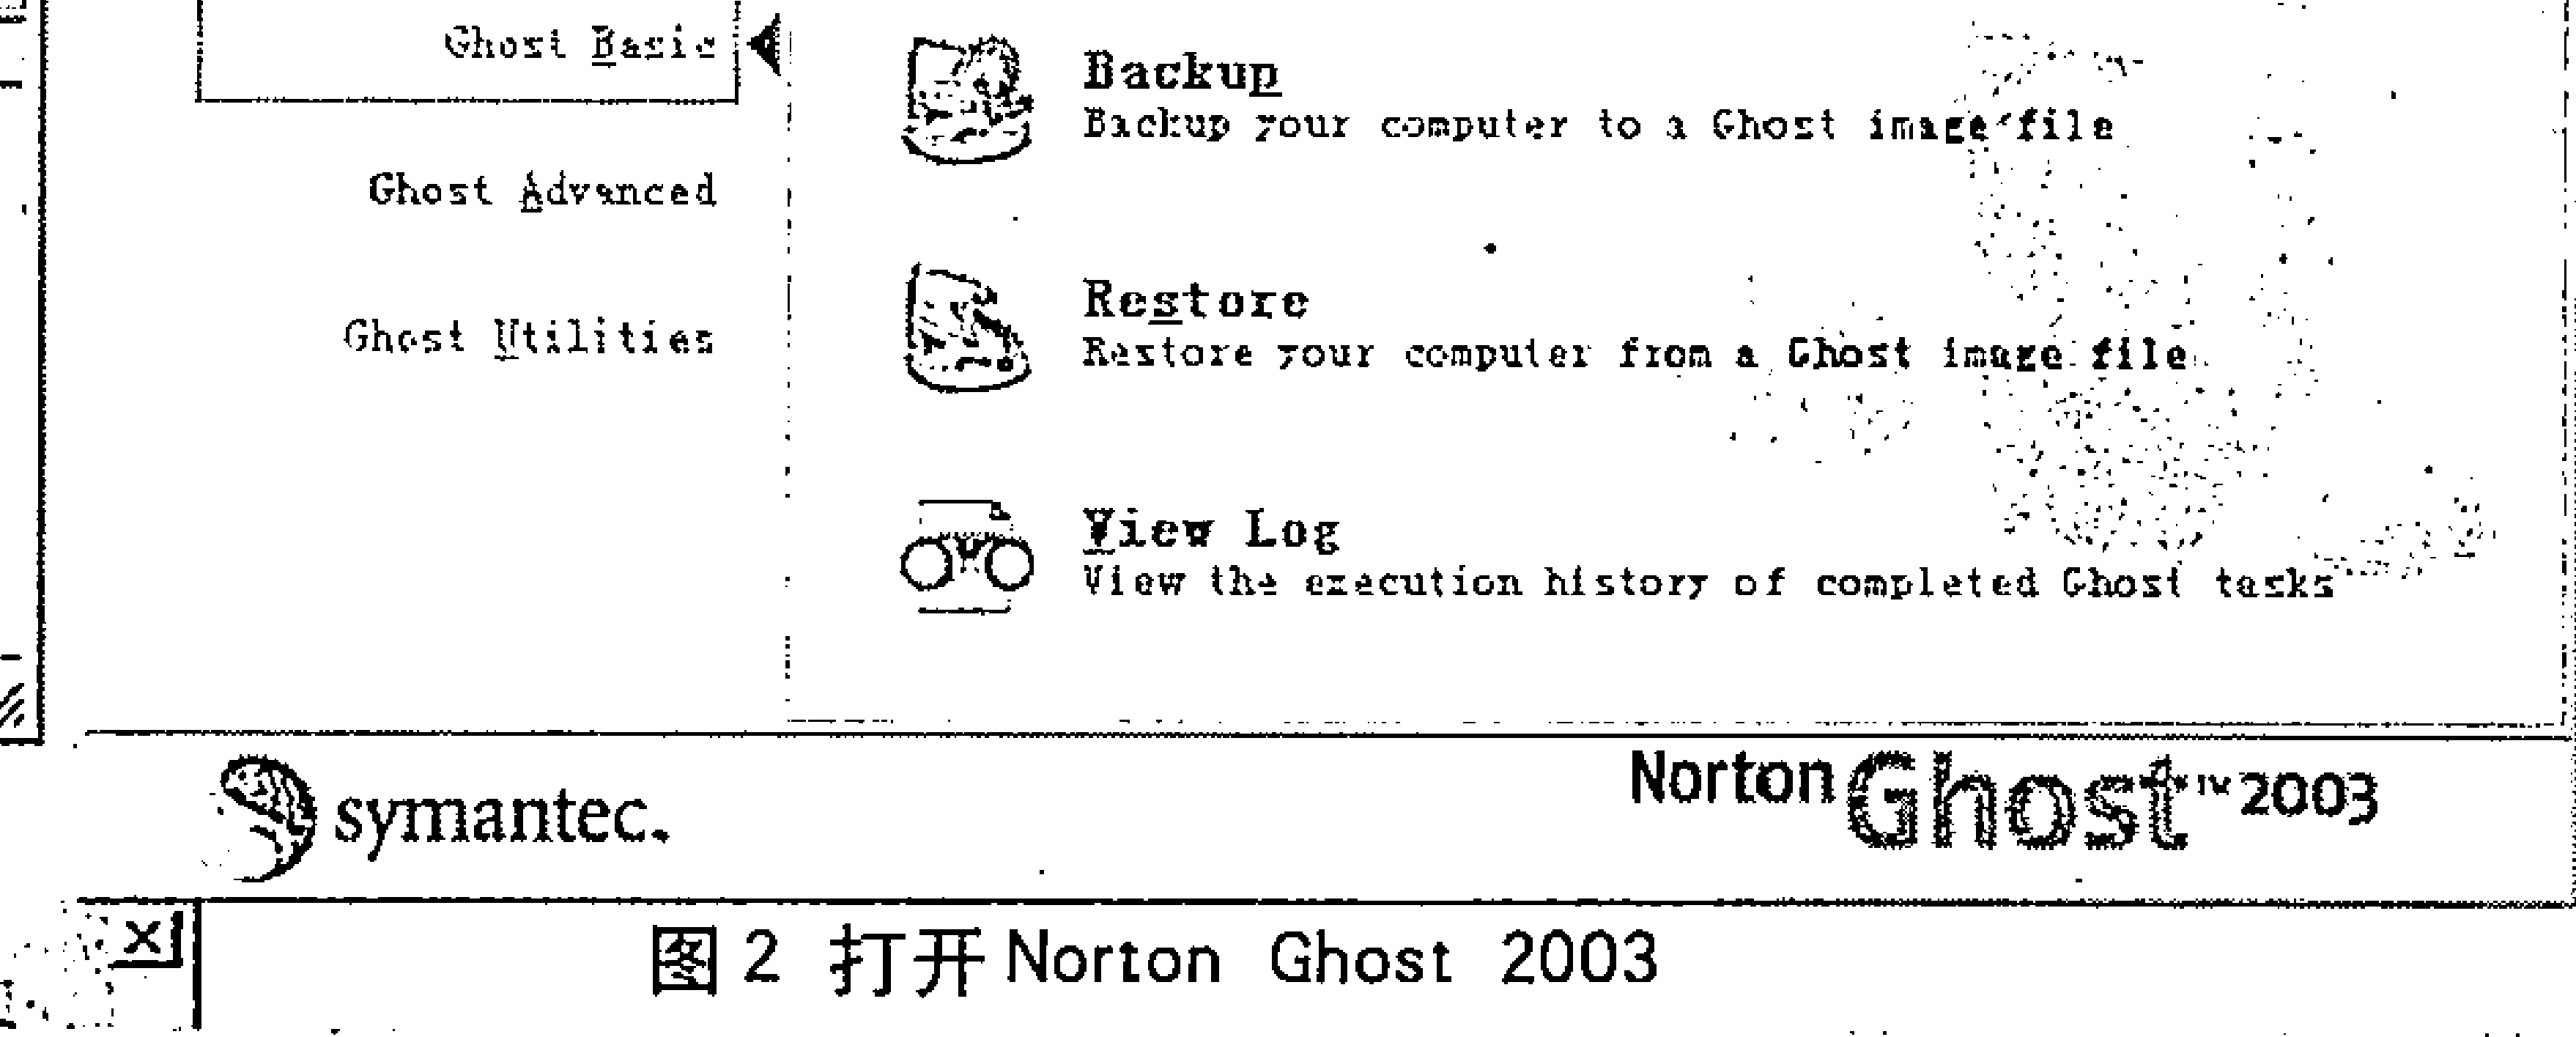 Ghost Basic
Ghost Advanced
Ghost Utilities
Backup
Backup your computer to a Ghost image file
Restore
Restore your computer from a Ghost image file
View Log
View the execution history of completed Ghost tasks
symantec.
Norton Ghost™ 2003
图 2 打开 Norton Ghost 2003